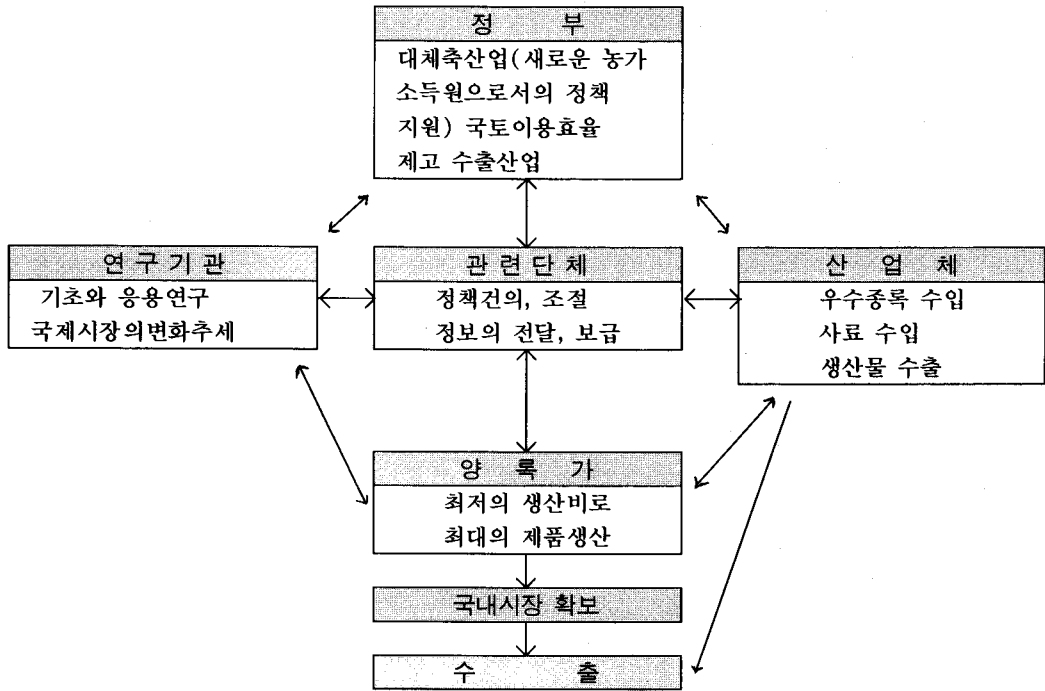 정 부
대체축산업(새로운 농가
소득원으로서의 정책
지원) 국토이용효율
제고 수출산업
연구기관
기초와 응용연구
국제시장의변화추세
관련단체
정책건의, 조절
정보의 전달, 보급
산 업 체
우수종록 수입
사료 수입
생산물 수출
양 록 가
최저의 생산비로
최대의 제품생산
국내시장 확보
수 출